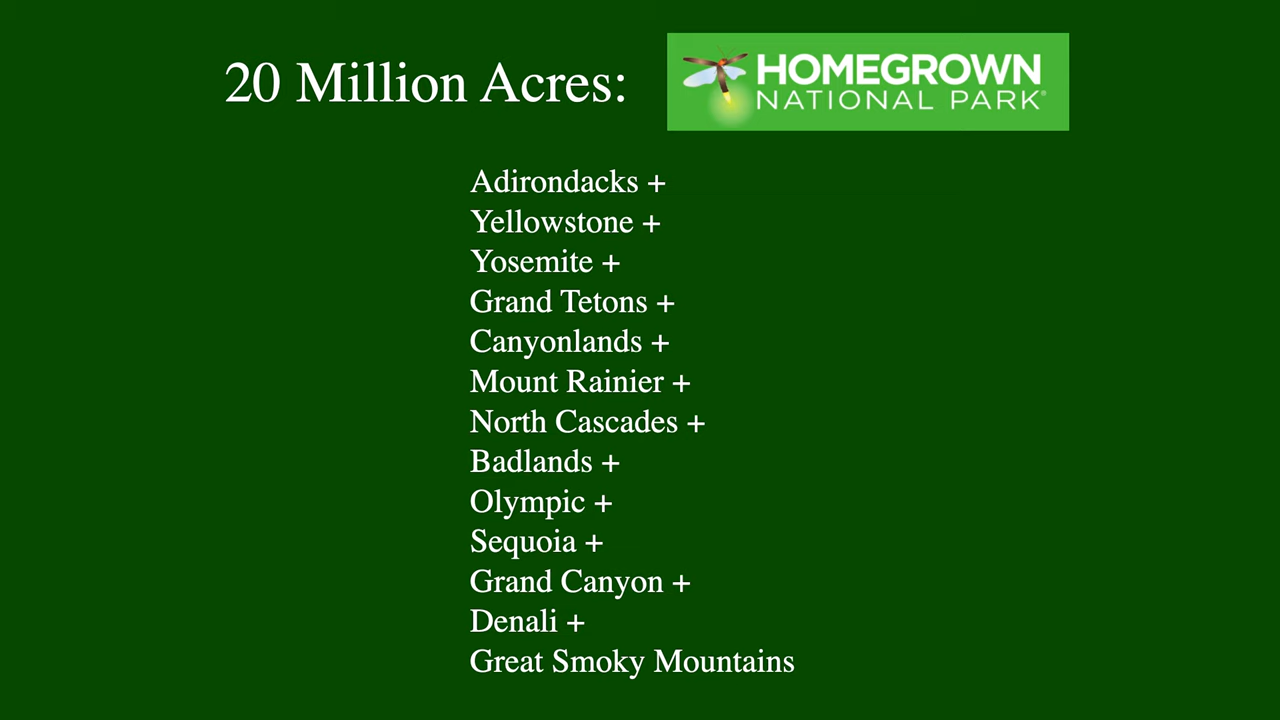 20 Million Acres:
HOMEGROWN
NATIONAL PARK®
Adirondacks +
Yellowstone +
Yosemite +
Grand Tetons +
Canyonlands +
Mount Rainier +
North Cascades +
Badlands +
Olympic +
Sequoia +
Grand Canyon +
Denali +
Great Smoky Mountains